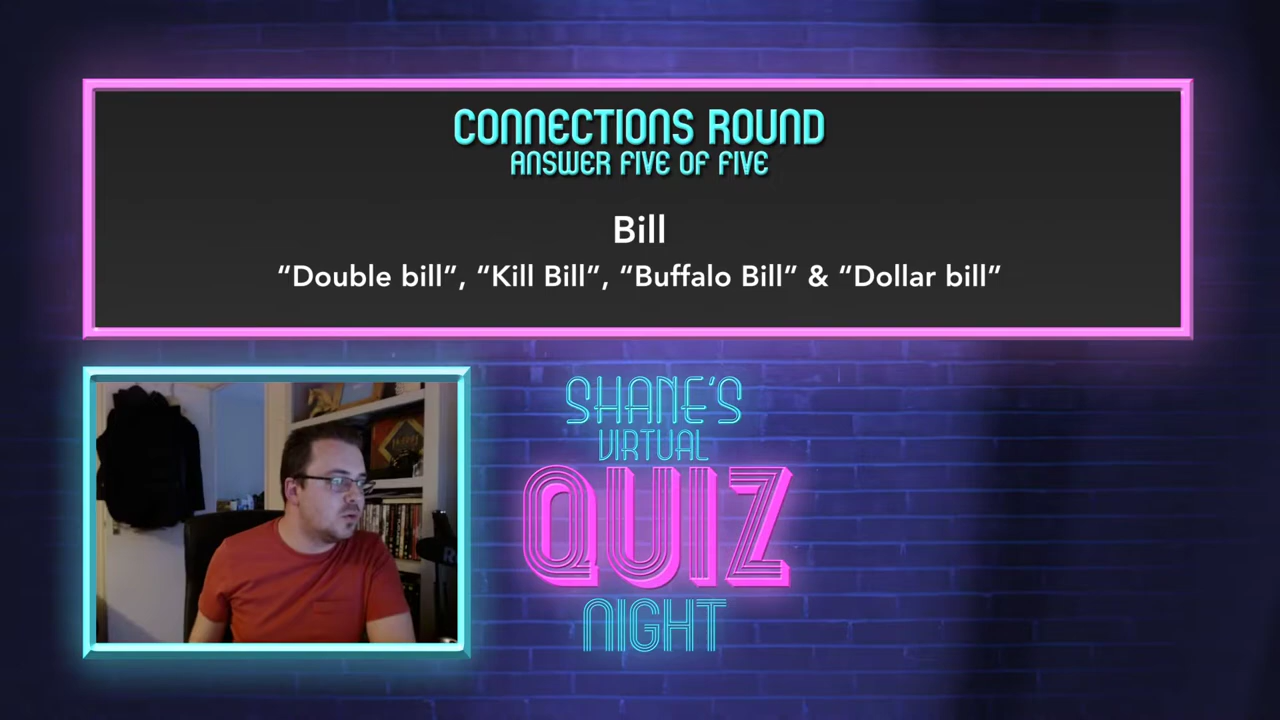 CONNECTIONS ROUND
ANSWER FIVE OF FIVE
Bill
“Double bill”, “Kill Bill”, “Buffalo Bill” & “Dollar bill”
SHANE'S
VIRTUAL
QUIZ
NIGHT